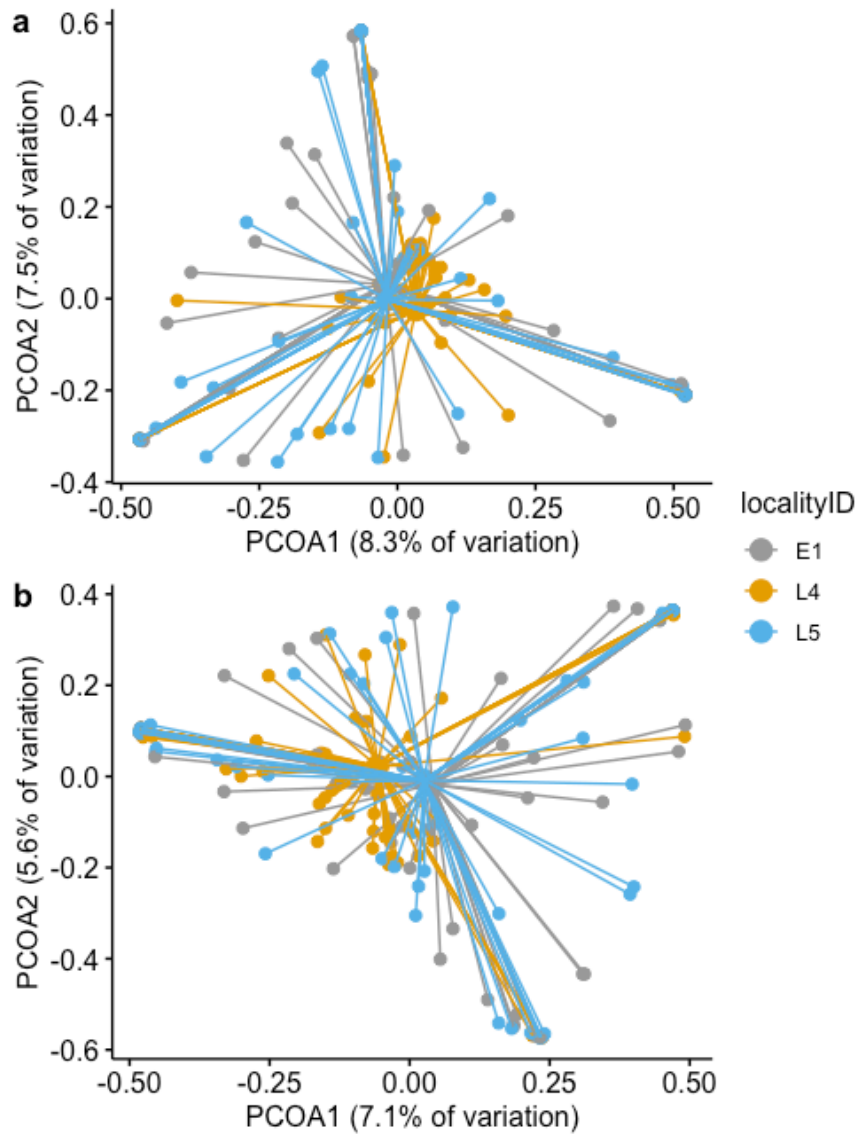 a
PCOA2 (7.5% of variation)
0.6
0.4
0.2
0.0
-0.2
-0.4
-0.50 -0.25 0.00 0.25 0.50
PCOA1 (8.3% of variation)
localityID
E1
L4
L5
b
PCOA2 (5.6% of variation)
0.4
0.2
0.0
-0.2
-0.4
-0.6
-0.50 -0.25 0.00 0.25 0.50
PCOA1 (7.1% of variation)